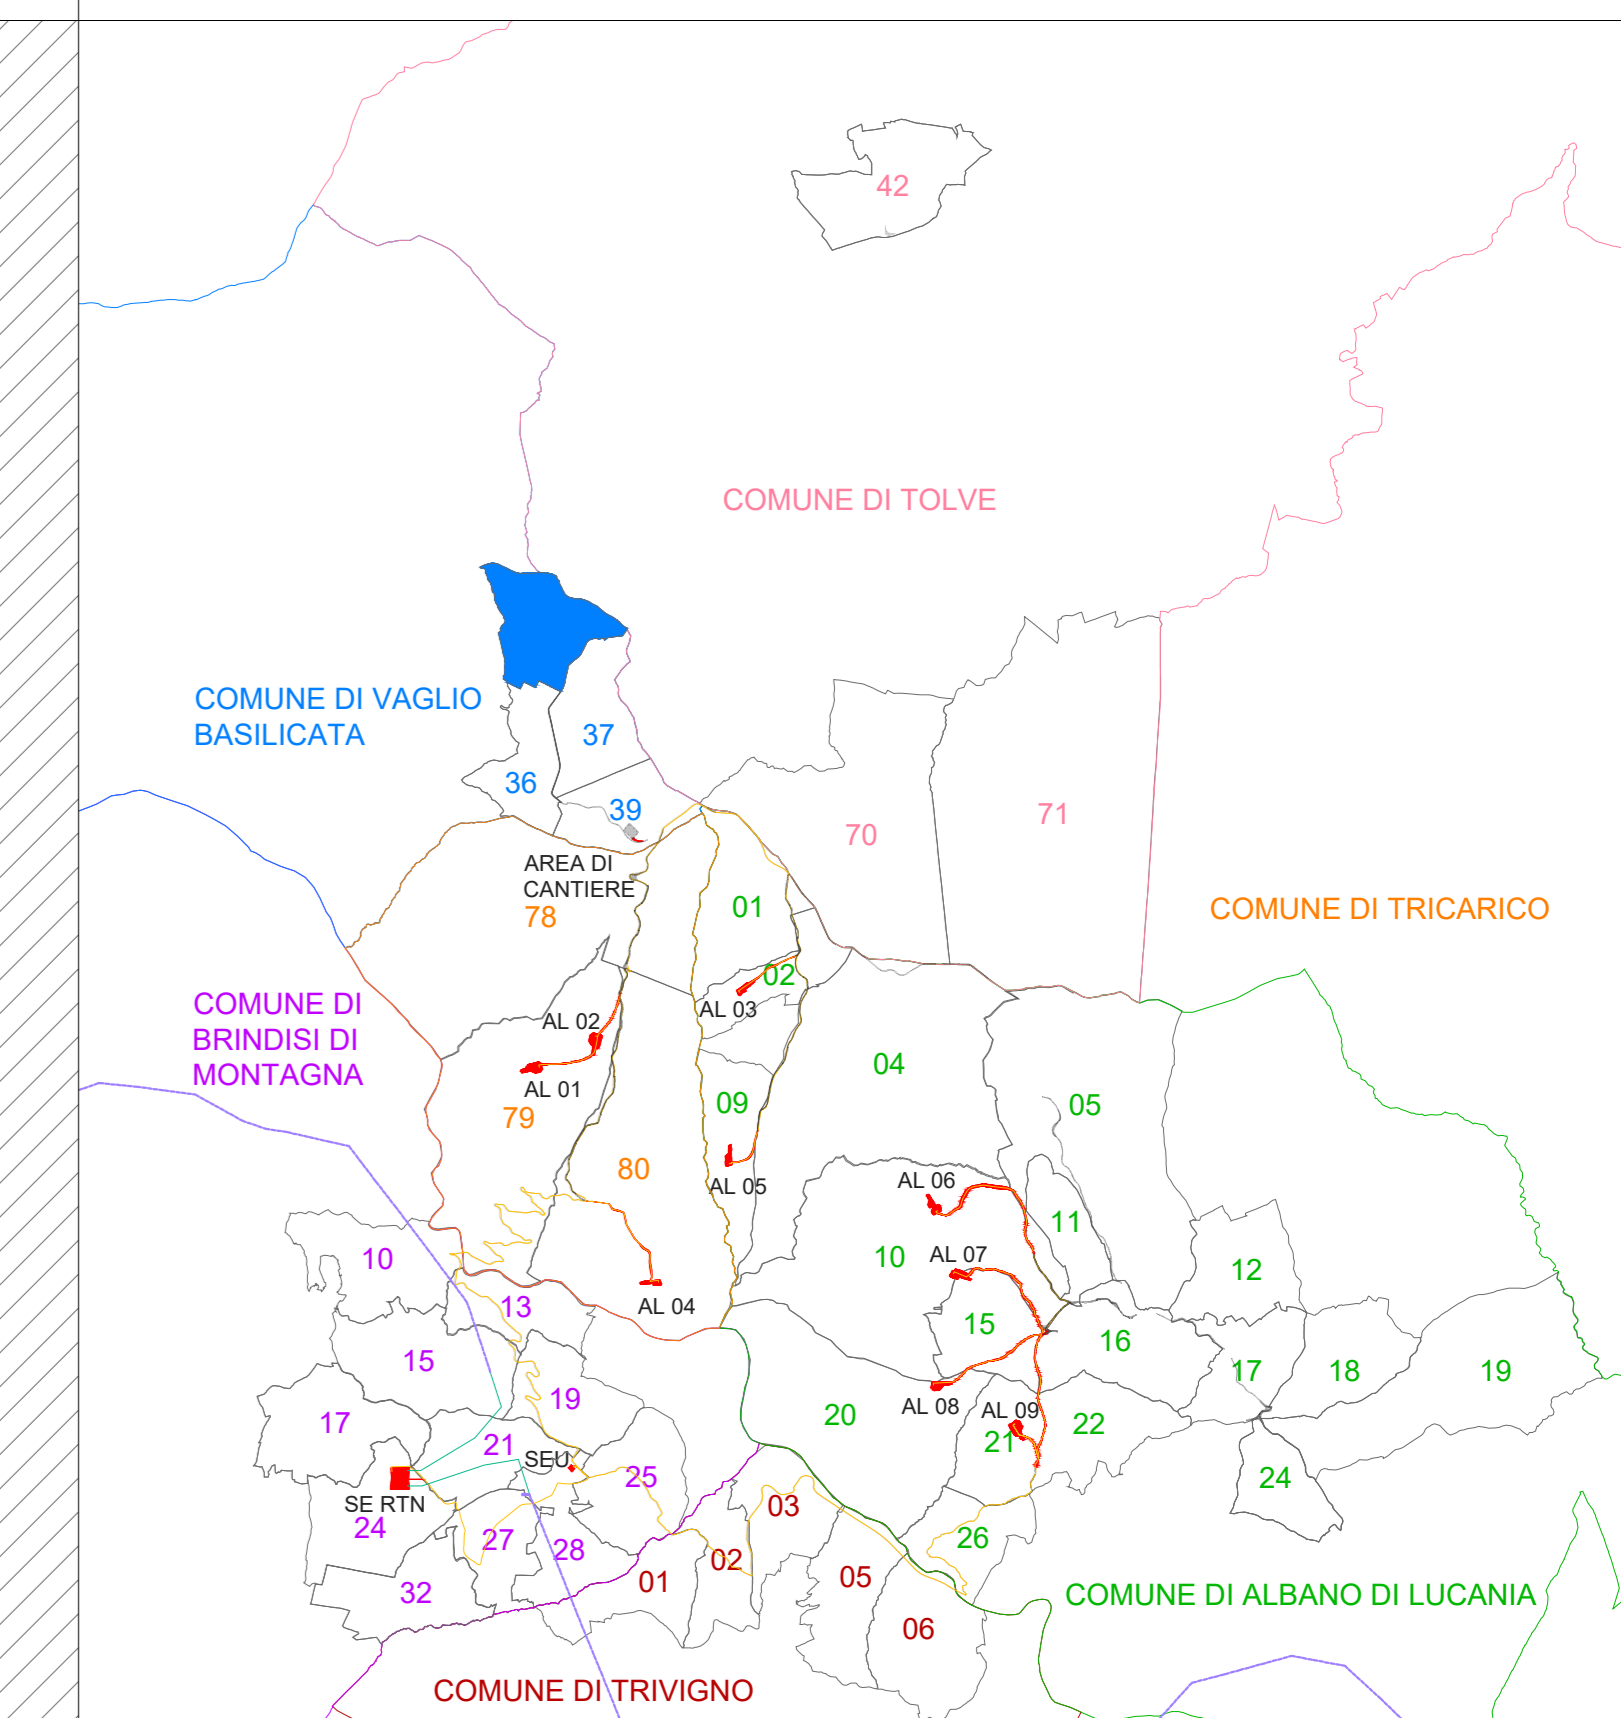 42
COMUNE DI TOLVE
COMUNE DI VAGLIO
BASILICATA
37
36
39
71
70
AREA DI
CANTIERE
78
01
COMUNE DI TRICARICO
02
AL 03
COMUNE DI
BRINDISI DI
MONTAGNA
AL 02
AL 01
79
04
09
05
80
AL 05
AL 06
11
10
10
AL 07
12
13
AL 04
15
16
15
17
18
19
19
AL 08
20
AL 09
21
22
17
21
SEU
25
24
SE RTN
24
03
26
27
28
02
01
05
32
06
COMUNE DI ALBANO DI LUCANIA
COMUNE DI TRIVIGNO